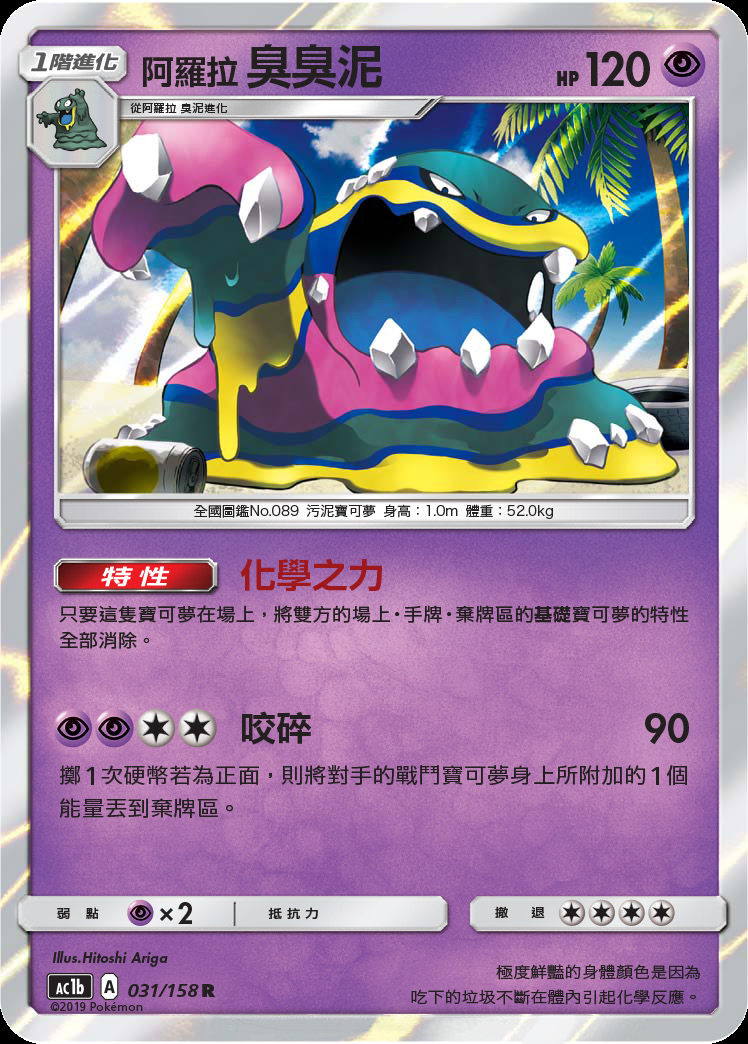 1階進化
阿羅拉 臭臭泥
HP 120
從阿羅拉 臭泥進化
全國圖鑑No.089 污泥寶可夢 身高：1.0m 體重：52.0kg
特性 化學之力
只要這隻寶可夢在場上，將雙方的場上・手牌・棄牌區的基礎寶可夢的特性
全部消除。
咬碎 90
擲1次硬幣若為正面，則將對手的戰鬥寶可夢身上所附加的1個
能量丟到棄牌區。
弱點 ×2 抵抗力 撤退
Illus.Hitoshi Ariga
AC1b A 031/158 R
©2019 Pokémon
極度鮮豔的身體顏色是因為
吃下的垃圾不斷在體內引起化學反應。